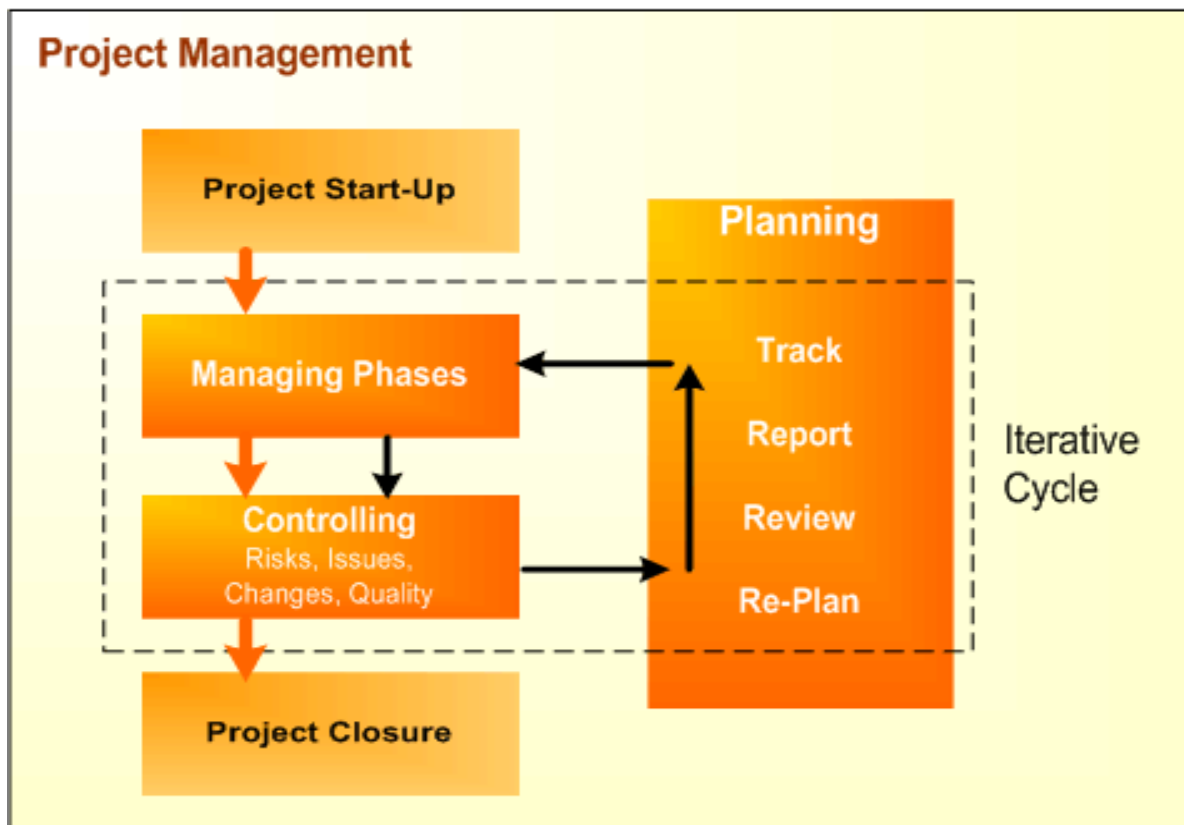 Project Management
Project Start-Up
Managing Phases
Controlling
Risks, Issues,
Changes, Quality
Project Closure
Planning
Track
Report
Review
Re-Plan
Iterative
Cycle